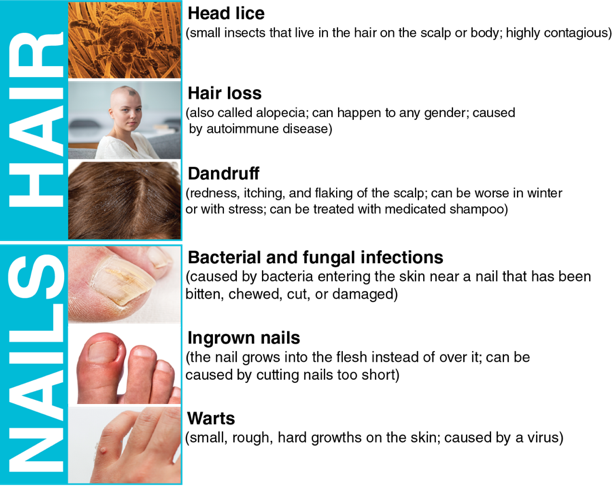 HAIR
Head lice
(small insects that live in the hair on the scalp or body; highly contagious)
Hair loss
(also called alopecia; can happen to any gender; caused
by autoimmune disease)
Dandruff
(redness, itching, and flaking of the scalp; can be worse in winter
or with stress; can be treated with medicated shampoo)
NAILS
Bacterial and fungal infections
(caused by bacteria entering the skin near a nail that has been
bitten, chewed, cut, or damaged)
Ingrown nails
(the nail grows into the flesh instead of over it; can be
caused by cutting nails too short)
Warts
(small, rough, hard growths on the skin; caused by a virus)